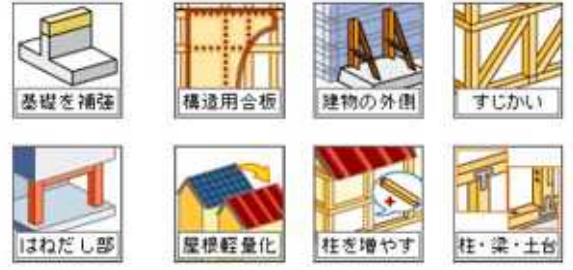 基礎を補強
構造用合板
建物の外側
すじかい
はねだし部
屋根軽量化
柱を増やす
柱・梁・土台